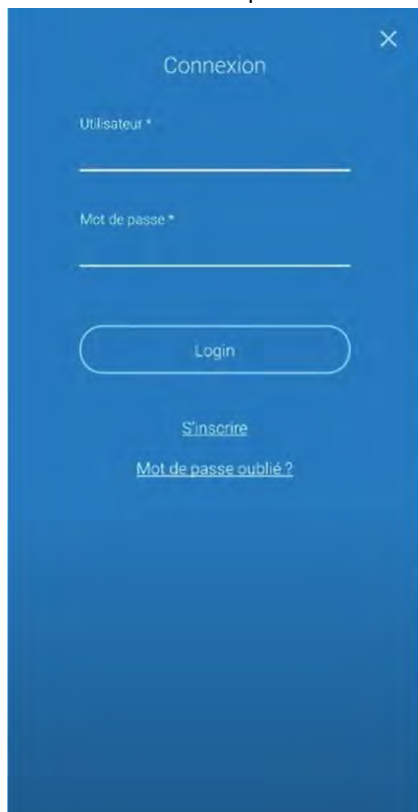 Connexion
Utilisateur *
Mot de passe *
Login
S'inscrire
Mot de passe oublié ?